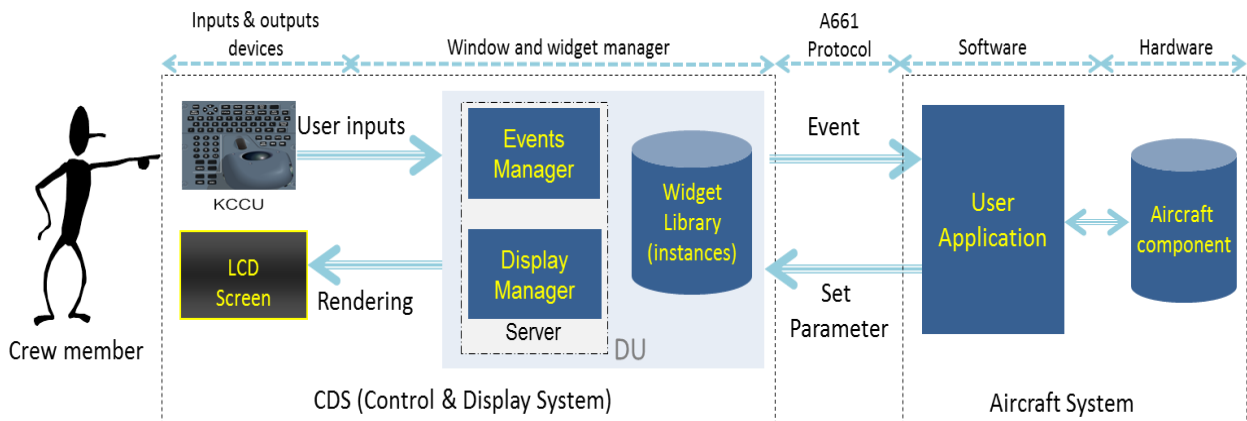 Inputs & outputs
devices
Window and widget manager
A661
Protocol
Software
Hardware
User inputs
KCCU
Events
Manager
Widget
Library
(instances)
Event
User
Application
Aircraft
component
LCD
Screen
Rendering
Display
Manager
Server
DU
Set
Parameter
Crew member
CDS (Control & Display System)
Aircraft System